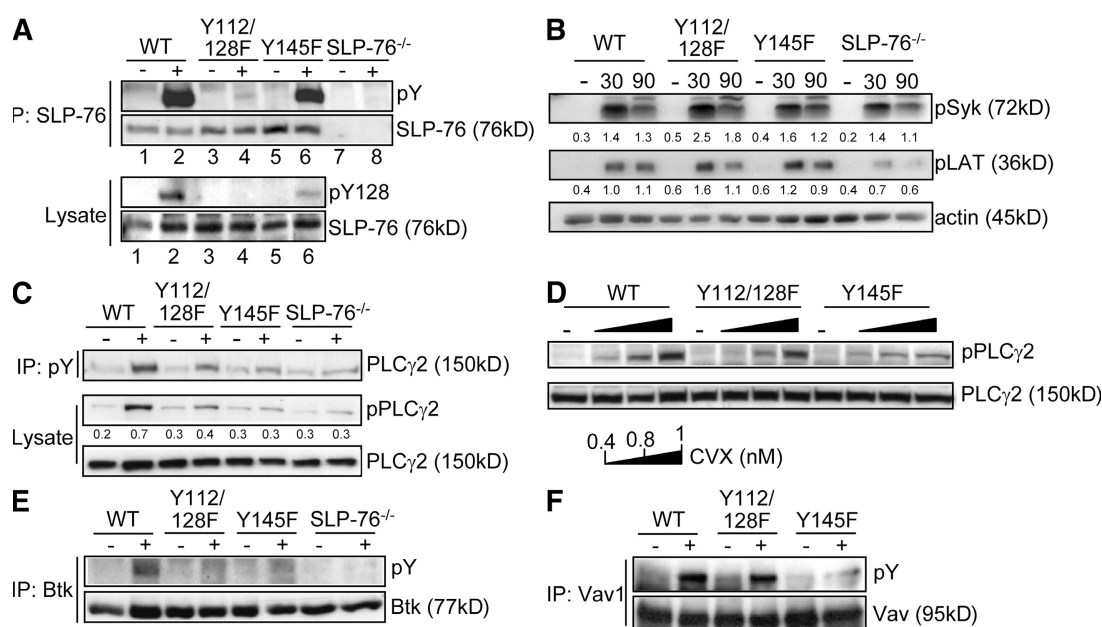 A
WT
Y112/
128F
Y145F
SLP-76-/-
- + - + - + - +
P: SLP-76
pY
SLP-76 (76kD)
1 2 3 4 5 6 7 8
Lysate
pY128
SLP-76 (76kD)
1 2 3 4 5 6
B
WT
Y112/
128F
Y145F
SLP-76-/-
- 30 90 - 30 90 - 30 90 - 30 90
pSyk (72kD)
0.3 1.4 1.3 0.5 2.5 1.8 0.4 1.6 1.2 0.2 1.4 1.1
pLAT (36kD)
0.4 1.0 1.1 0.6 1.6 1.1 0.6 1.2 0.9 0.4 0.7 0.6
actin (45kD)
C
WT
Y112/
128F
Y145F
SLP-76-/-
- + - + - + - +
IP: pY
PLCγ2 (150kD)
Lysate
pPLCγ2
0.2 0.7 0.3 0.4 0.3 0.3 0.3 0.3
PLCγ2 (150kD)
D
WT Y112/128F Y145F
- - -
pPLCγ2
PLCγ2 (150kD)
0.4 0.8 1
CVX (nM)
E
WT
Y112/
128F
Y145F
SLP-76-/-
- + - + - + - +
IP: Btk
pY
Btk (77kD)
F
WT
Y112/
128F
Y145F
- + - + - +
IP: Vav1
pY
Vav (95kD)